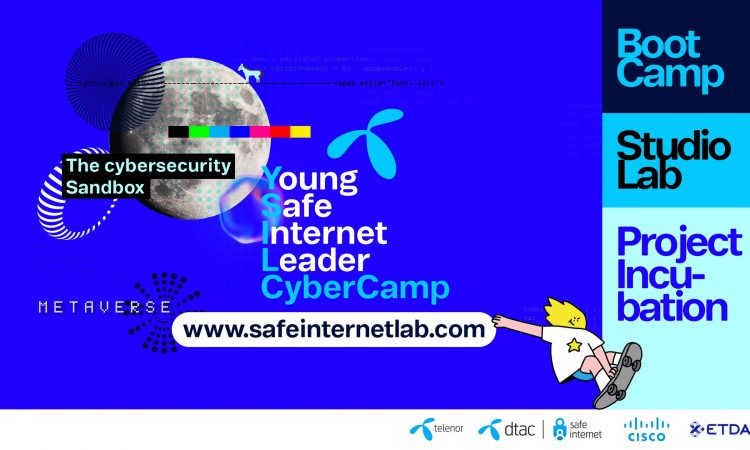 The cybersecurity
Sandbox
Young
Safe
Internet
Leader
CyberCamp
METAVERSE
www.safeinternetlab.com
Boot
Camp
Studio
Lab
Project
Incu-
bation
telenor
dtac
safe
internet
CISCO
ETDA